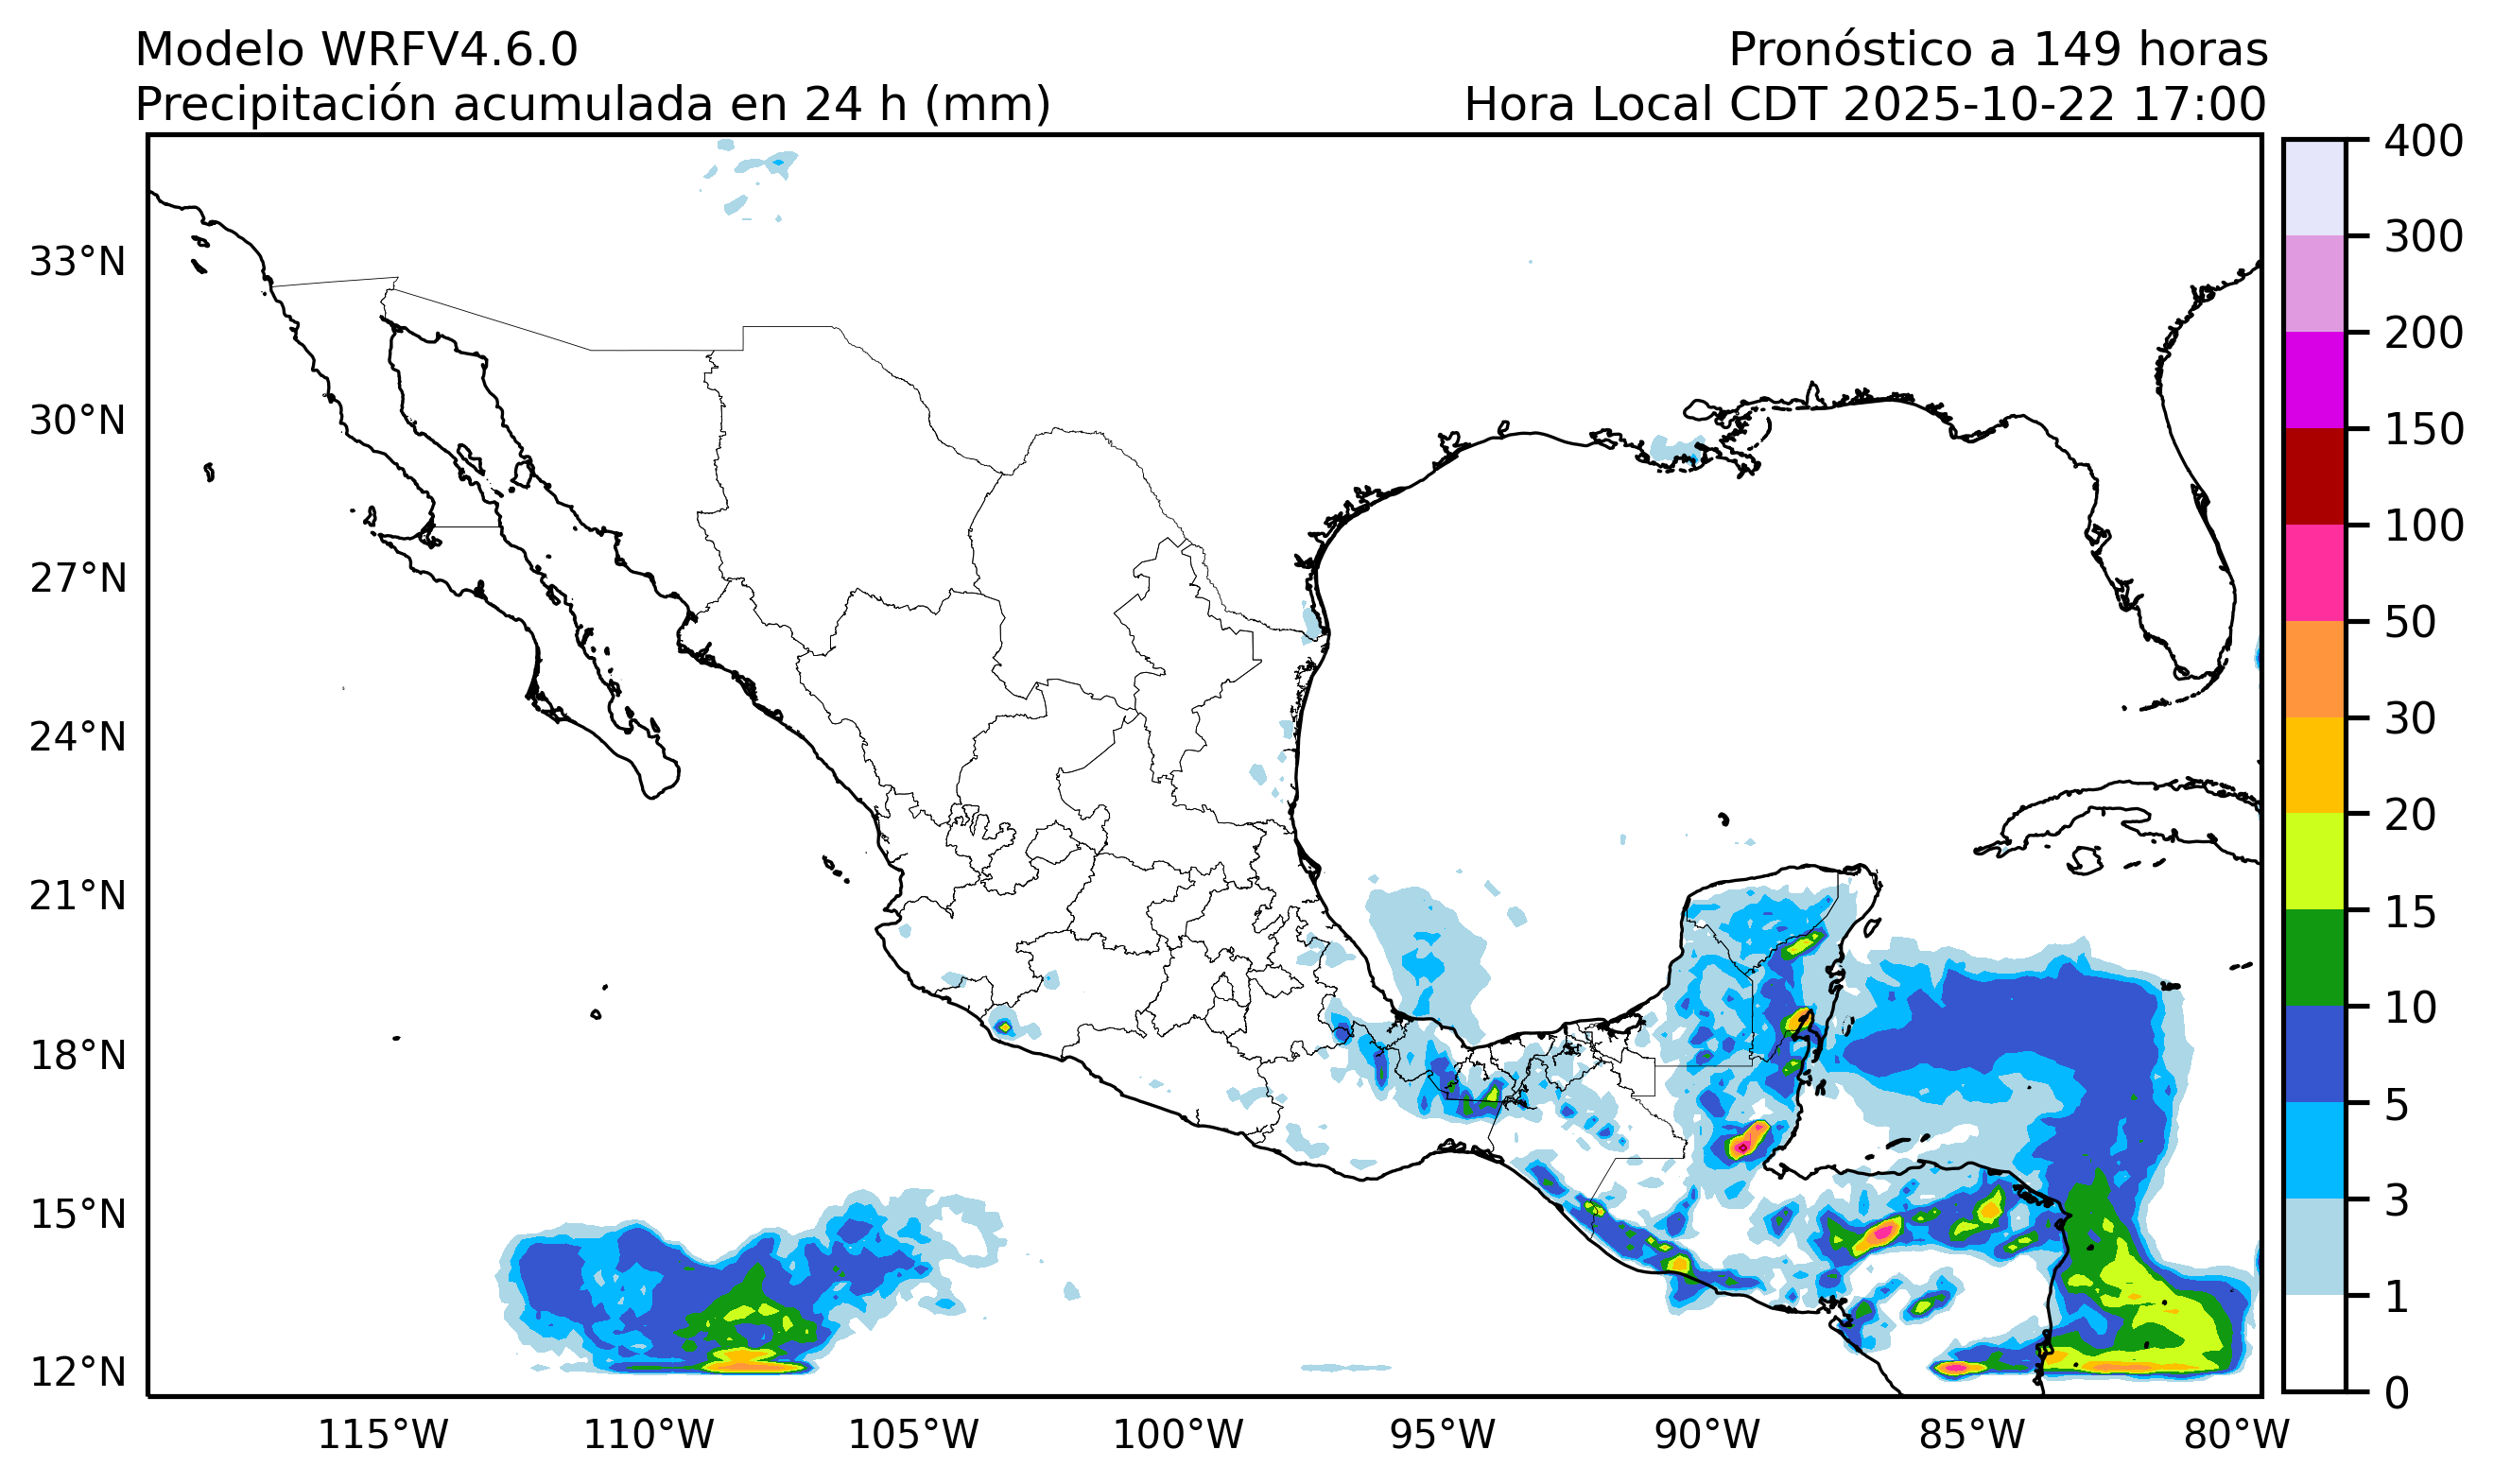 Modelo WRFV4.6.0
Pronóstico a 149 horas
Precipitación acumulada en 24 h (mm)
Hora Local CDT 2025-10-22 17:00
33°N
30°N
27°N
24°N
21°N
18°N
15°N
12°N
115°W
110°W
105°W
100°W
95°W
90°W
85°W
80°W
400
300
200
150
100
50
30
20
15
10
5
3
1
0